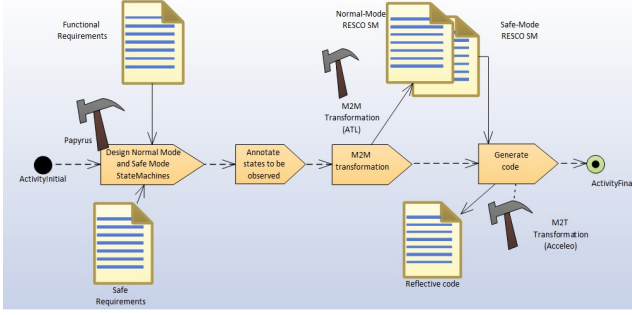 Functional
Requirements
Normal-Mode
RESCO SM
Safe-Mode
RESCO SM
M2M
Transformation
(ATL)
Papyrus
ActivityInitial
Design Normal Mode
and Safe Mode
StateMachines
Annotate
states to be
observed
M2M
transformation
Generate
code
ActivityFina
Safe
Requirements
Reflective code
M2T
Transformation
(Acceleo)